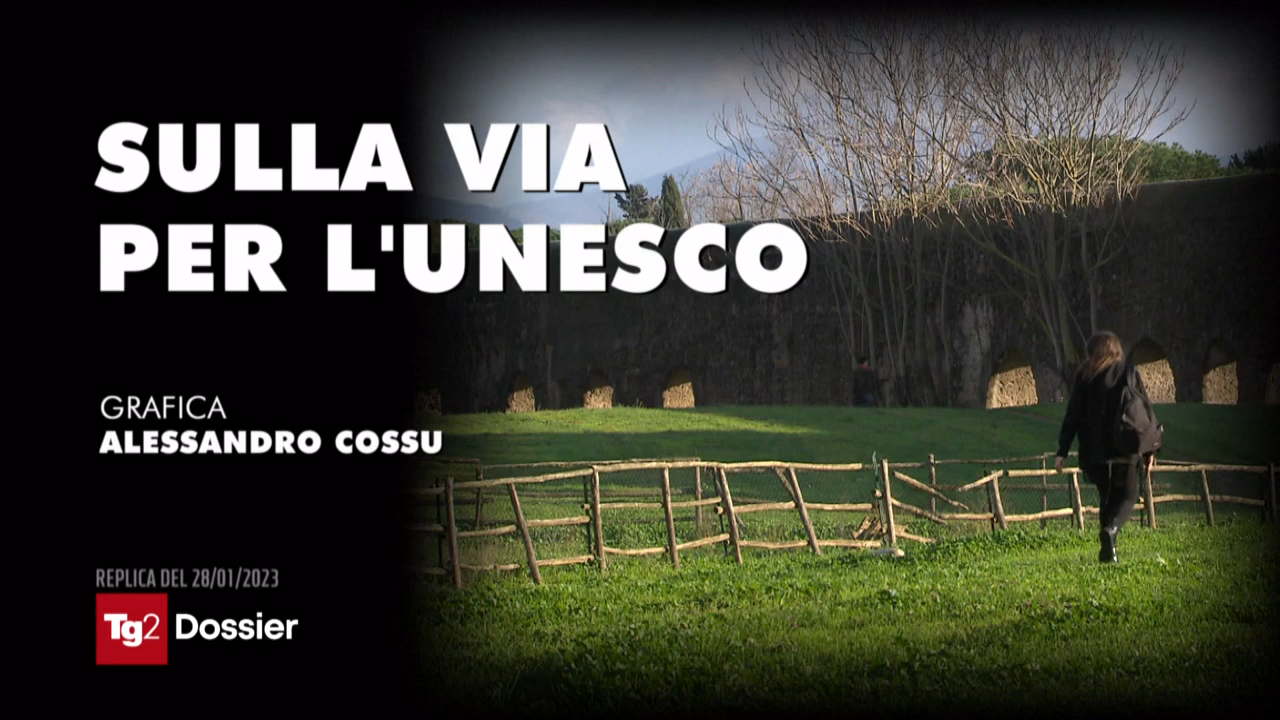 SULLA VIA
PER L'UNESCO
GRAFICA
ALESSANDRO COSSU
REPLICA DEL 28/01/2023
Tg2 Dossier